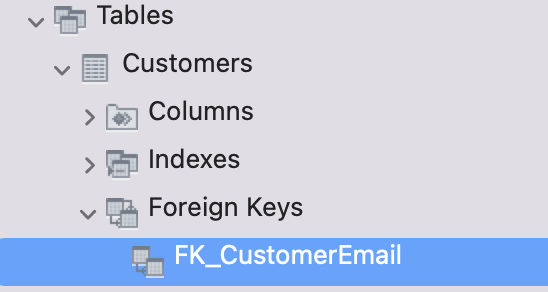 Tables
Customers
Columns
Indexes
Foreign Keys
FK_CustomerEmail